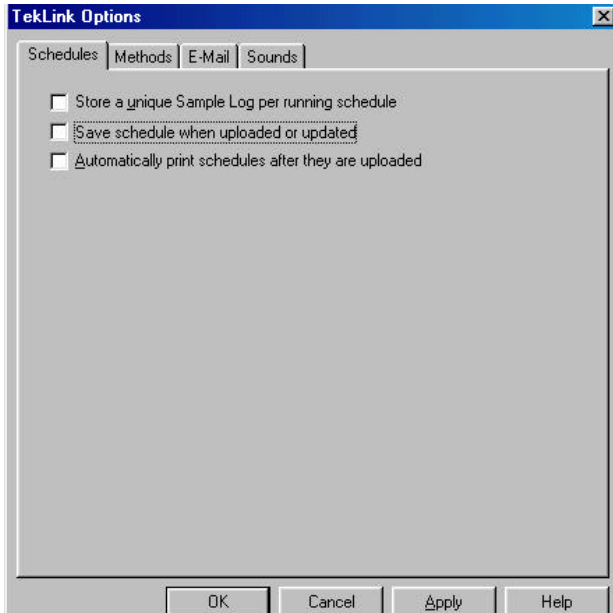 TekLink Options
Schedules Methods E-Mail Sounds
Store a unique Sample Log per running schedule
Save schedule when uploaded or updated
Automatically print schedules after they are uploaded
OK Cancel Apply Help